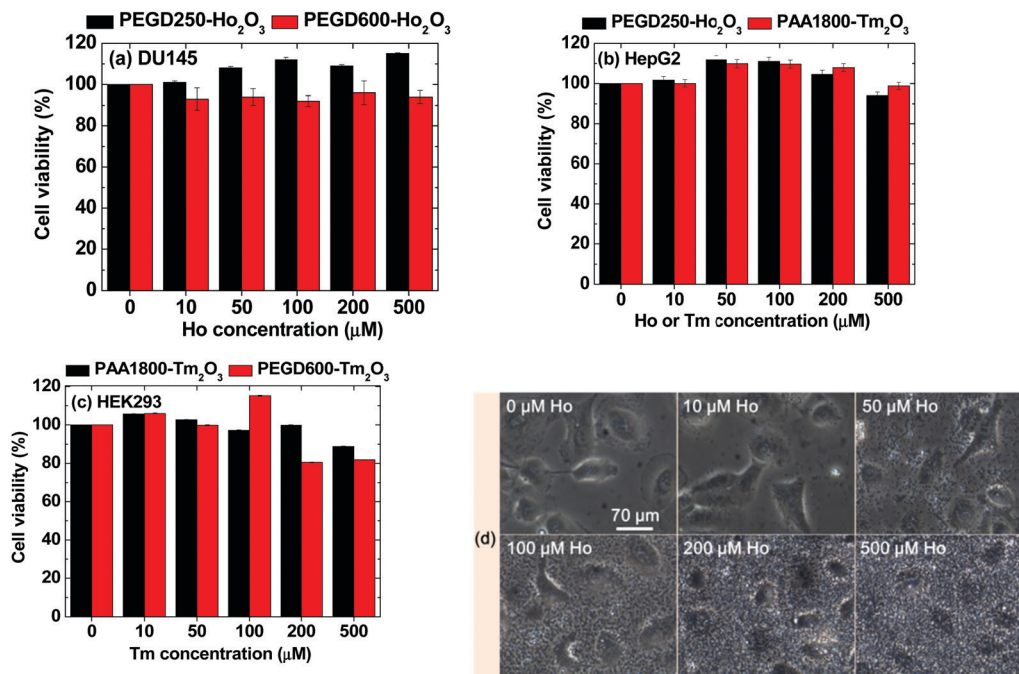 PEGD250-Ho₂O₃ PEGD600-Ho₂O₃
(a) DU145
120
100
80
60
40
20
0
Cell viability (%)
0 10 50 100 200 500
Ho concentration (μM)
PEGD250-Ho₂O₃ PAA1800-Tm₂O₃
(b) HepG2
120
100
80
60
40
20
0
Cell viability (%)
0 10 50 100 200 500
Ho or Tm concentration (μM)
PAA1800-Tm₂O₃ PEGD600-Tm₂O₃
(c) HEK293
120
100
80
60
40
20
0
Cell viability (%)
0 10 50 100 200 500
Tm concentration (μM)
(d)
0 μM Ho 10 μM Ho 50 μM Ho
70 μm
100 μM Ho 200 μM Ho 500 μM Ho